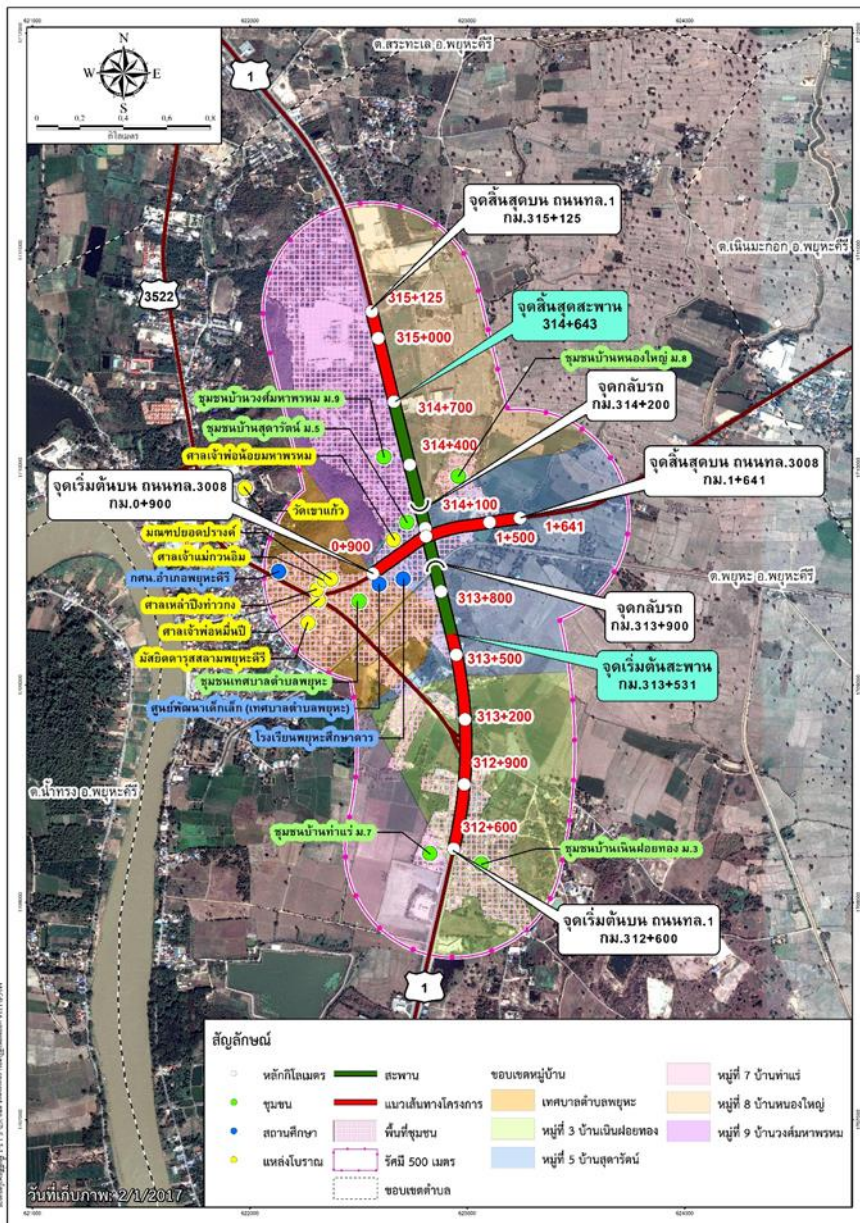 621000
622000
623000
624000
N
W
E
S
0
0,2
0,4
0,6
0,8
กิโลเมตร
ต.สระทะเล อ.พยุหะคีรี
1
3522
จุดสิ้นสุดบน ถนนทล.1
กม.315+125
ต.เนินมะกอก อ.พยุหะคีรี
315+125
จุดสิ้นสุดสะพาน
314+643
315+000
ชุมชนบ้านหนองใหญ่ ม.8
ชุมชนบ้านวงศ์มหาพรหม ม.9
314+700
จุดกลับรถ
กม.314+200
ชุมชนบ้านสุดารัตน์ ม.5
314+400
ศาลเจ้าพ่อน้อยมหาพรหม
จุดสิ้นสุดบน ถนนทล.3008
กม.1+641
จุดเริ่มต้นบน ถนนทล.3008
กม.0+900
วัดเขาแก้ว
314+100
1+641
1+500
มณฑปยอดปรางค์
0+900
ศาลเจ้าแม่กวนอิม
กศน.อำเภอพยุหะคีรี
ต.พยุหะ อ.พยุหะคีรี
313+800
จุดกลับรถ
กม.313+900
ศาลเหล่าปึงท่าวกง
ศาลเจ้าพ่อหมื่นปี
มัสยิดดารุสสลามพยุหะคีรี
313+500
จุดเริ่มต้นสะพาน
กม.313+531
ชุมชนเทศบาลตำบลพยุหะ
ศูนย์พัฒนาเด็กเล็ก (เทศบาลตำบลพยุหะ)
313+200
โรงเรียนพยุหะศึกษาคาร
312+900
ต.น้ำทรง อ.พยุหะคีรี
312+600
ชุมชนบ้านท่าแร่ ม.7
ชุมชนบ้านเนินฝอยทอง ม.3
จุดเริ่มต้นบน ถนนทล.1
กม.312+600
1
สัญลักษณ์
หลักกิโลเมตร
ชุมชน
สถานศึกษา
แหล่งโบราณ
สะพาน
แนวเส้นทางโครงการ
พื้นที่ชุมชน
รัศมี 500 เมตร
ขอบเขตตำบล
ขอบเขตหมู่บ้าน
เทศบาลตำบลพยุหะ
หมู่ที่ 3 บ้านเนินฝอยทอง
หมู่ที่ 5 บ้านสุดารัตน์
หมู่ที่ 7 บ้านท่าแร่
หมู่ที่ 8 บ้านหนองใหญ่
หมู่ที่ 9 บ้านวงศ์มหาพรหม
วันที่เก็บภาพ: 2/1/2017
621000
622000
623000
624000